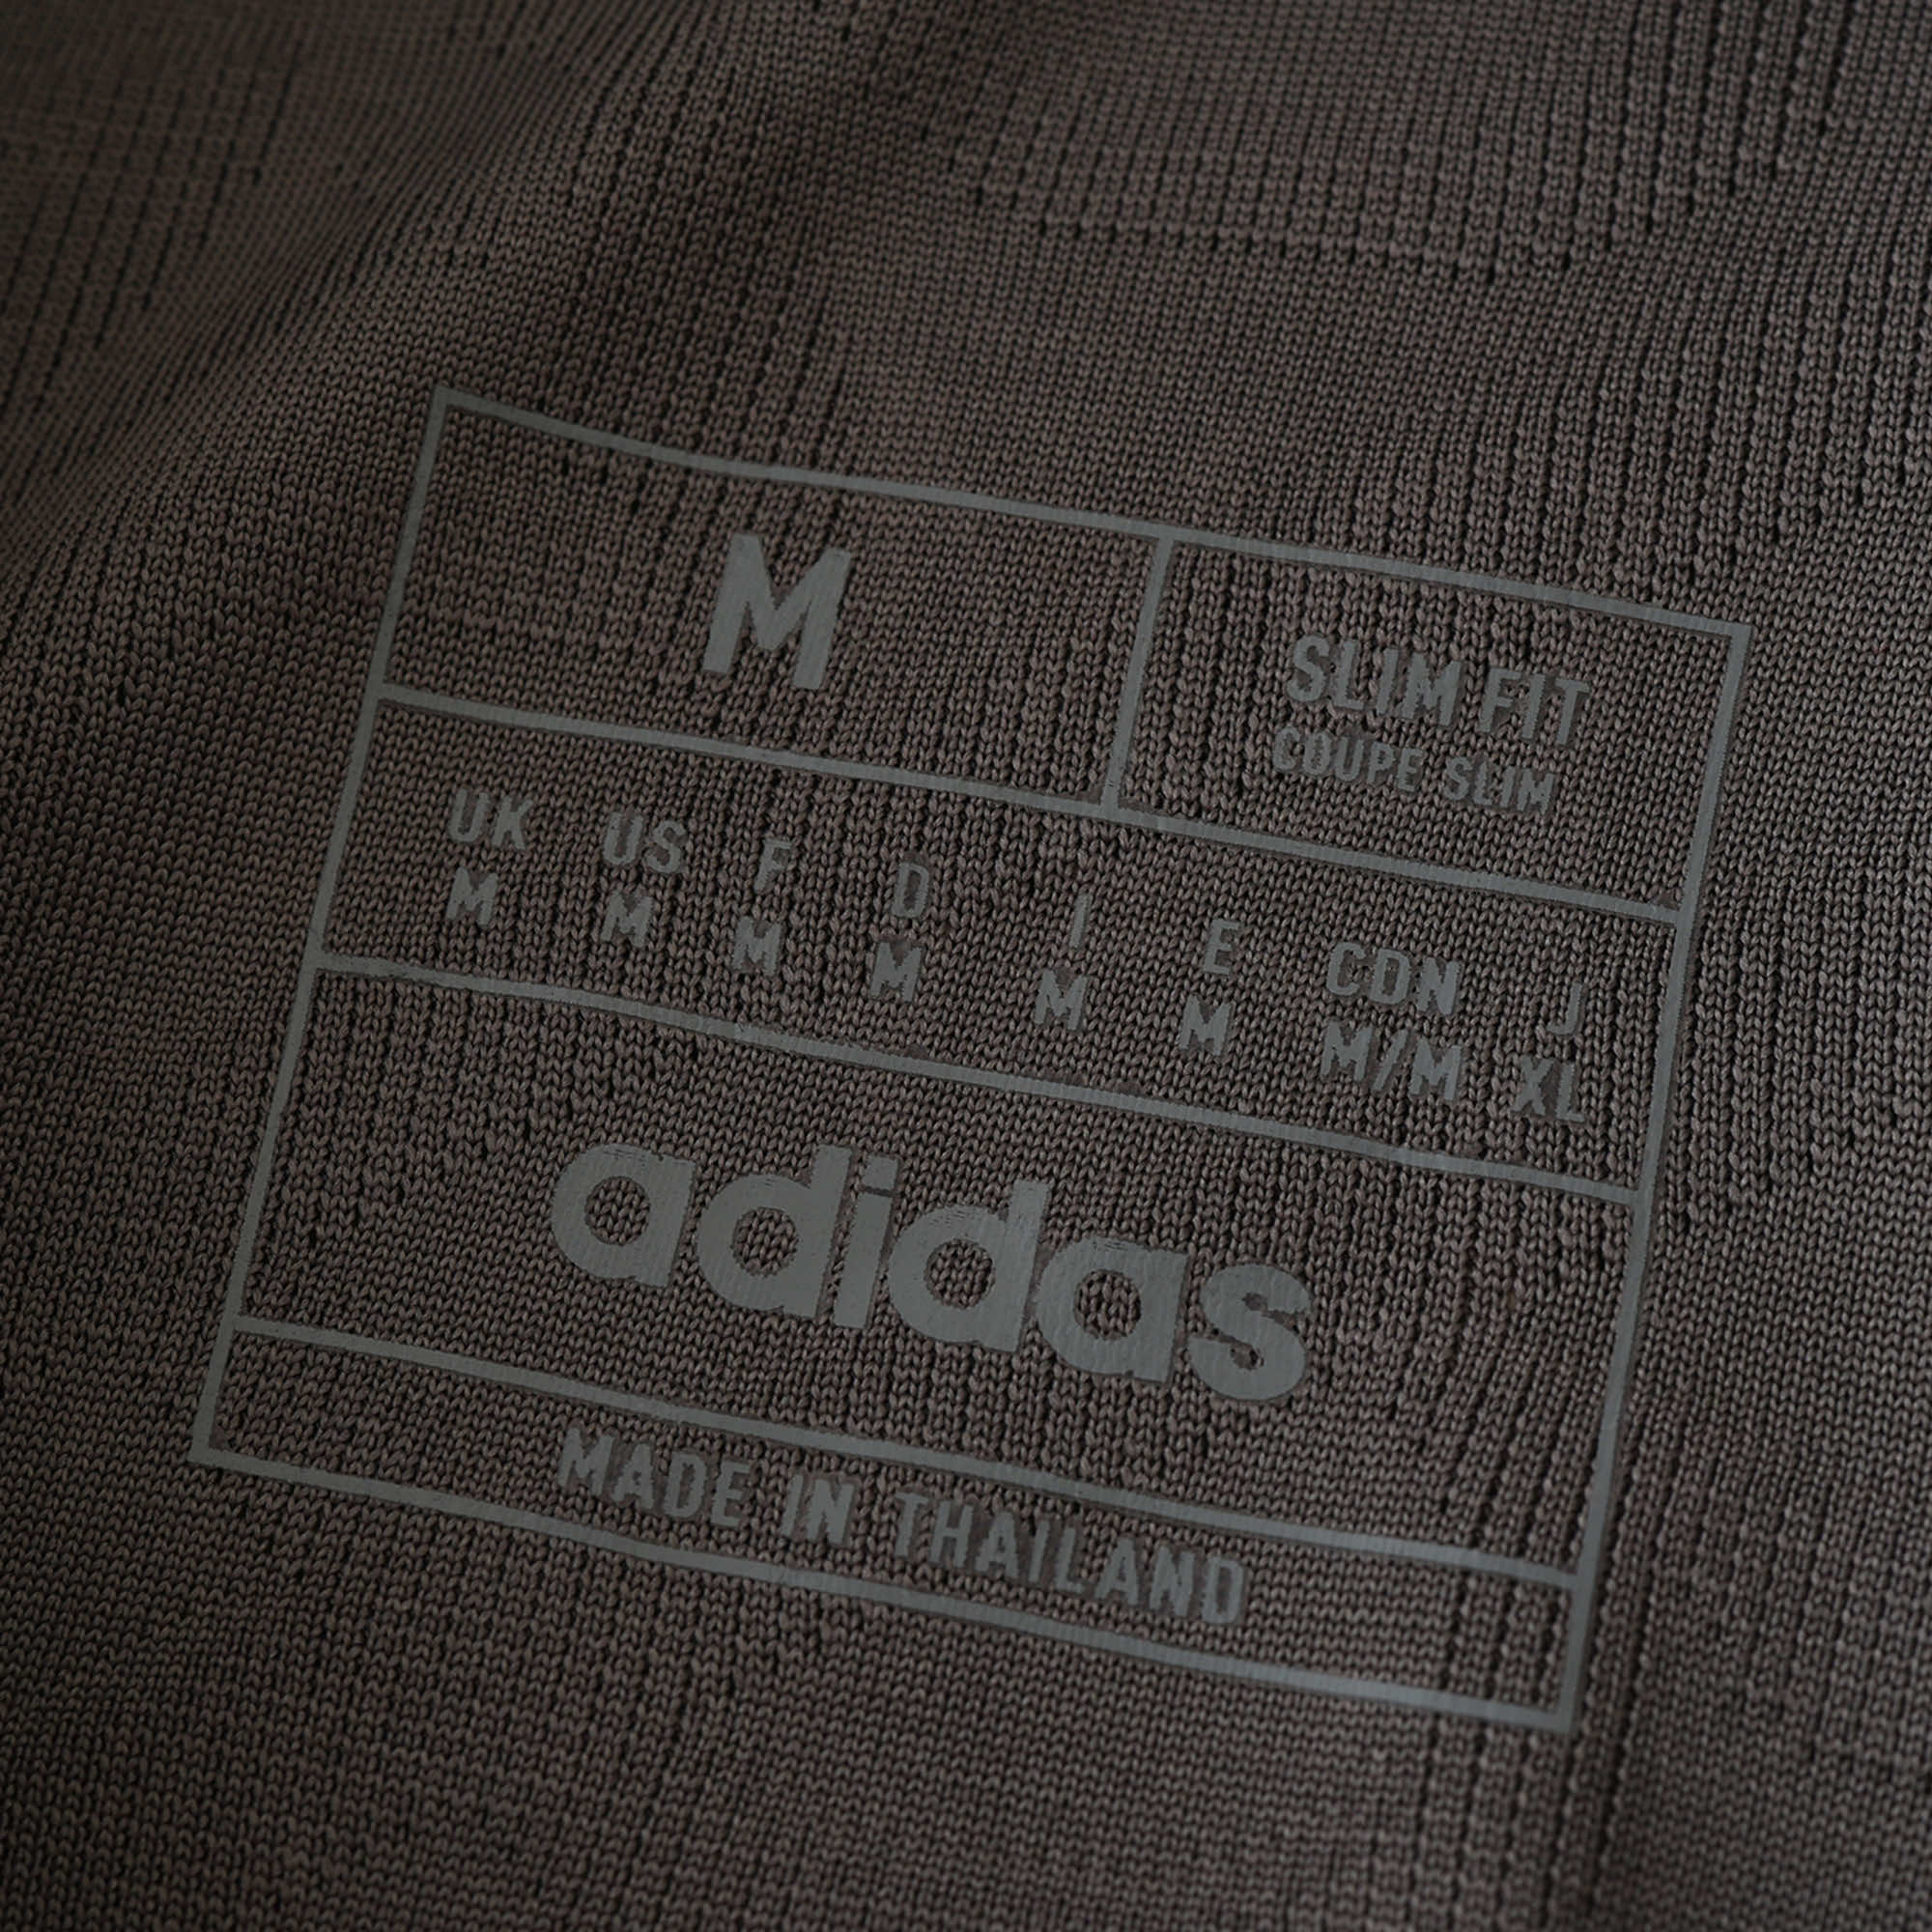 M
SLIM FIT
COUPE SLIM
UK US F D I E CDN J
M M M M M M M/M XL
adidas
MADE IN THAILAND